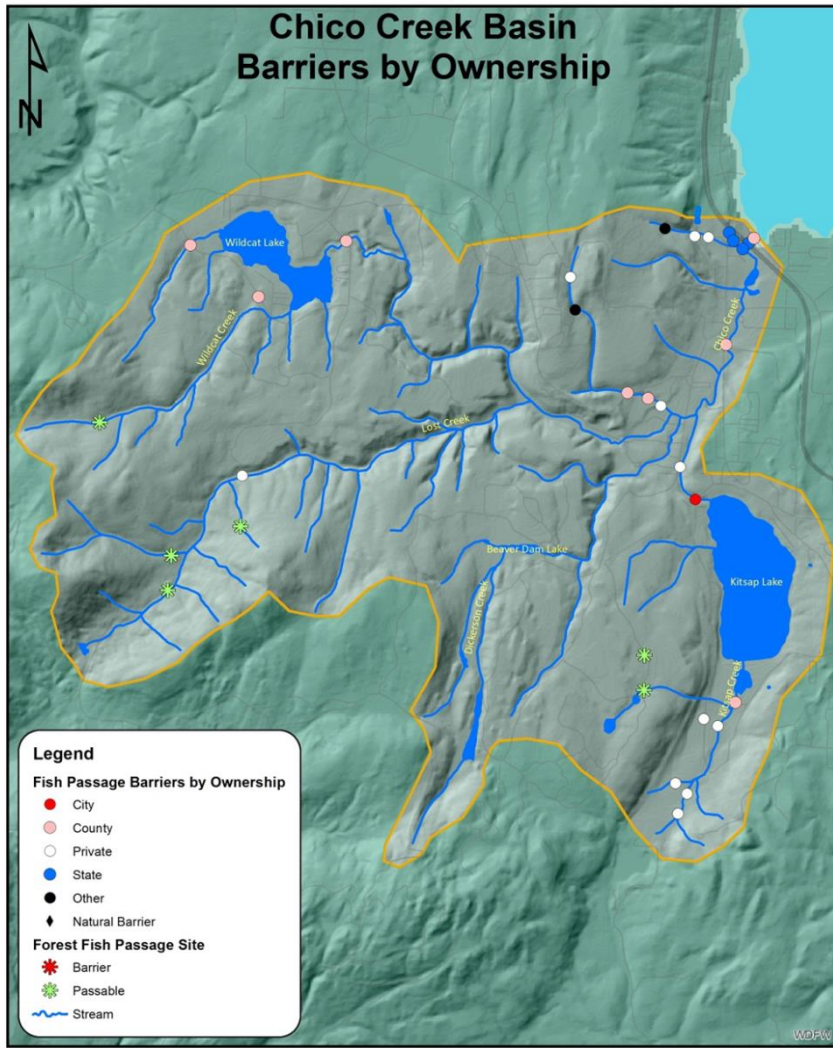 Chico Creek Basin
Barriers by Ownership
N
Wildcat Lake
Wildcat Creek
Chico Creek
Lost Creek
Beaver Dam Lake
Dickerson Creek
Kitsap Lake
Kitsap Creek
Legend
Fish Passage Barriers by Ownership
City
County
Private
State
Other
Natural Barrier
Forest Fish Passage Site
Barrier
Passable
Stream
WDFW